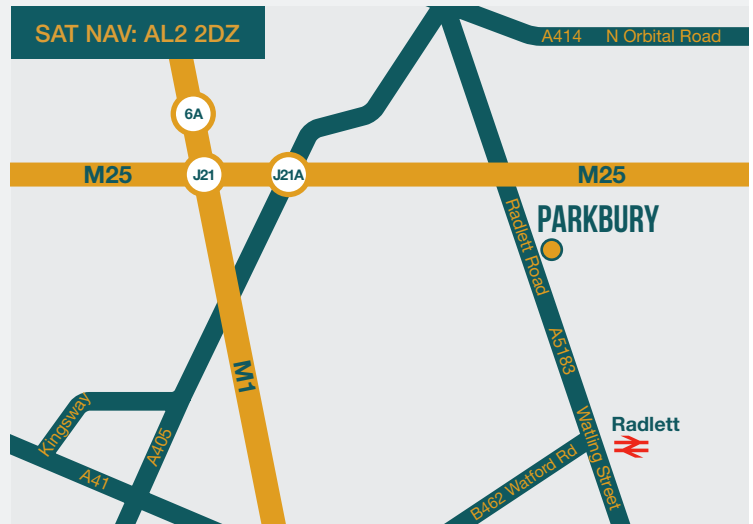 SAT NAV: AL2 2DZ
A414 N Orbital Road
6A
M25
J21
J21A
M25
Radlett Road
PARKBURY
A5183
M1
Kingsway
A405
A41
Watling Street
Radlett
B462 Watford Rd